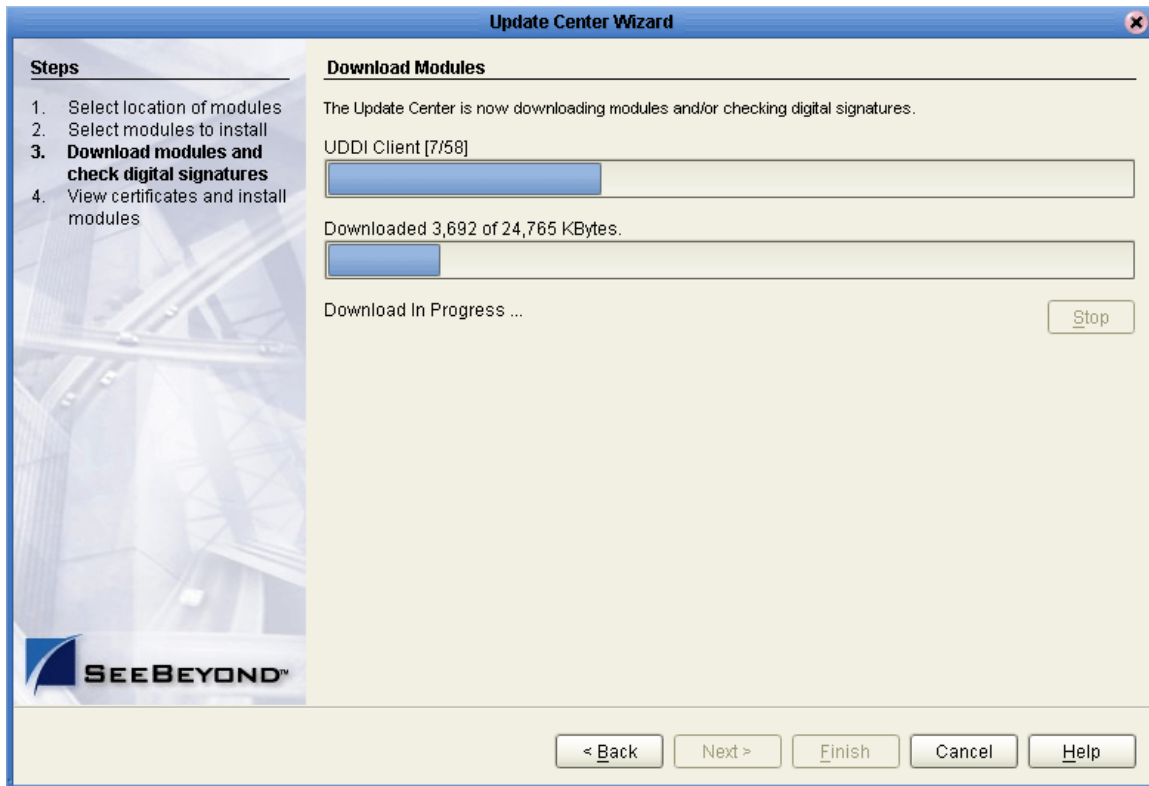 Update Center Wizard
Steps
1. Select location of modules
2. Select modules to install
3. Download modules and
check digital signatures
4. View certificates and install
modules
SEEBEYOND™
Download Modules
The Update Center is now downloading modules and/or checking digital signatures.
UDDI Client [7/58]
Downloaded 3,692 of 24,765 KBytes.
Download In Progress ...
Stop
< Back
Next >
Finish
Cancel
Help